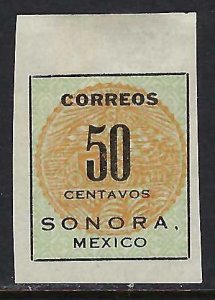 CORREOS
50
CENTAVOS
SONORA,
MEXICO